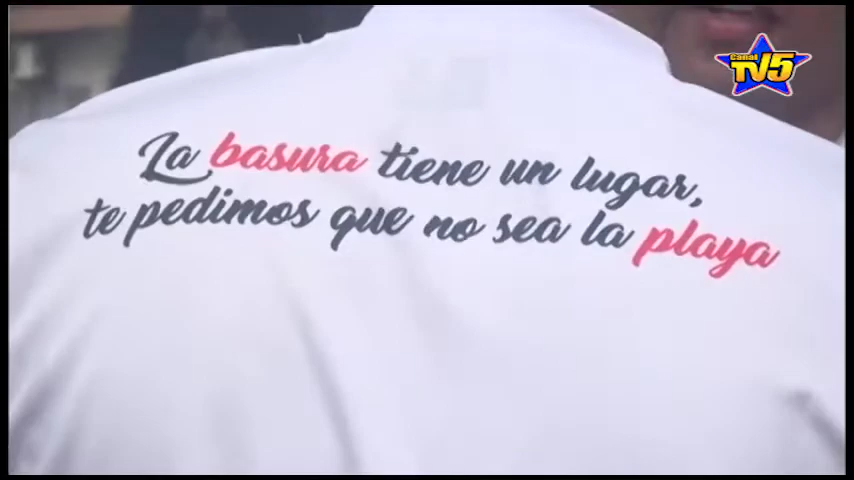 Canal
TV5
La basura tiene un lugar,
te pedimos que no sea la playa